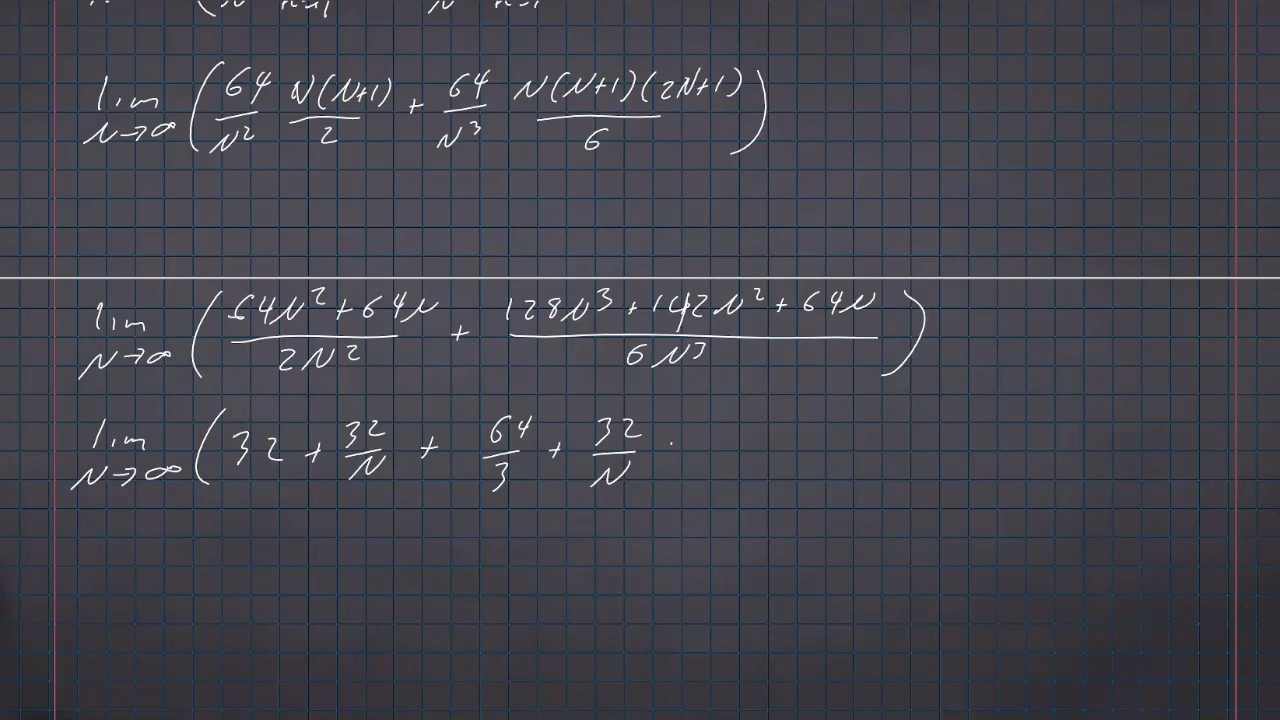 lim N→∞ ( 64/N² N(N+1)/2 + 64/N³ N(N+1)(2N+1)/6 )
lim N→∞ ( 64N² + 64N / 2N² + 128N³ + 142N² + 64N / 6N³ )
lim N→∞ ( 32 + 32/N + 64/3 + 32/N